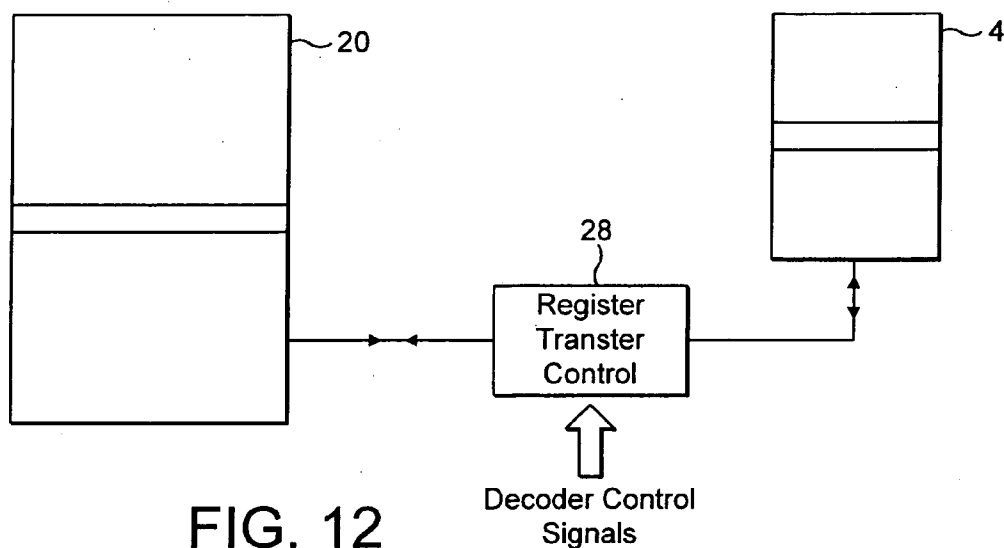 20
4
28
Register
Transter
Control
Decoder Control
Signals
FIG. 12